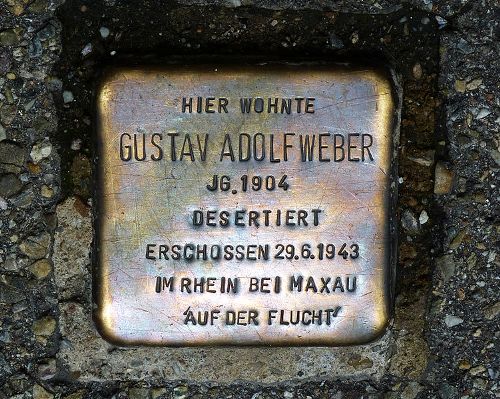 HIER WOHNTE
GUSTAV ADOLF WEBER
JG. 1904
DESERTIERT
ERSCHOSSEN 29.6.1943
IM RHEIN BEI MAXAU
'AUF DER FLUCHT'